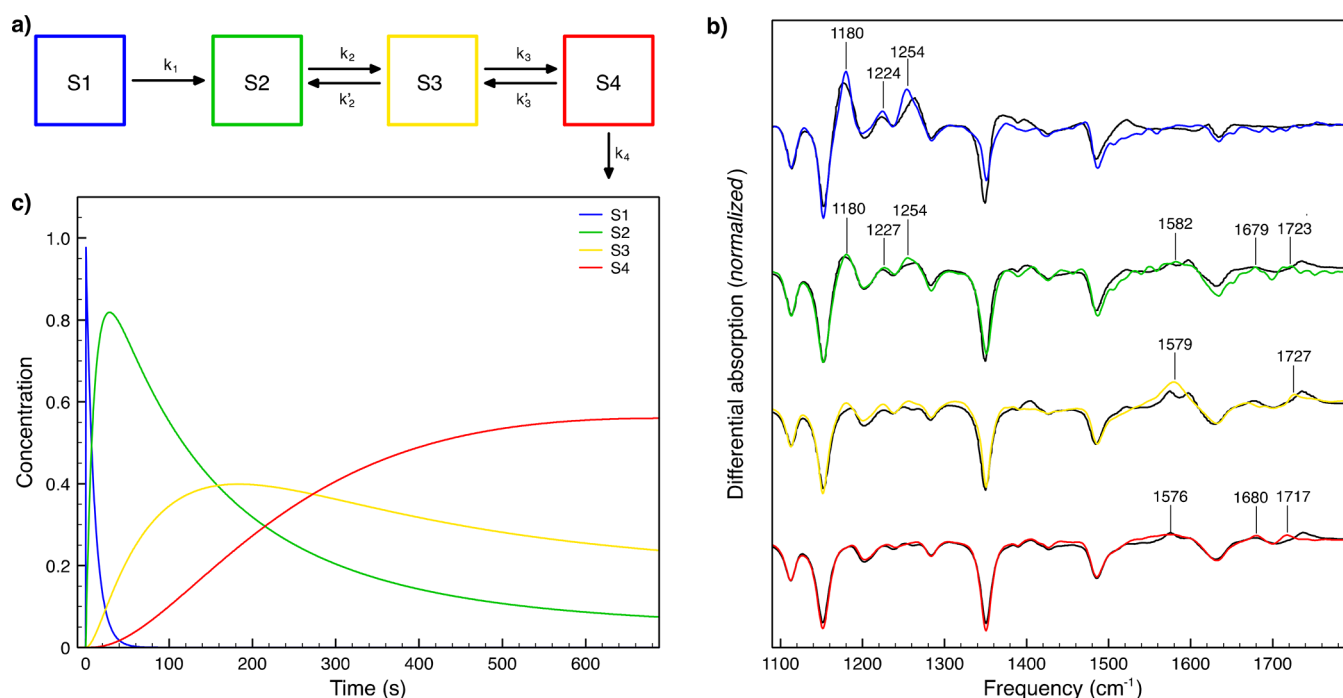 a)
S1
k1
S2
k2
k'2
S3
k3
k'3
S4
k4
b)
1180
1224
1254
1180
1227
1254
1582
1679
1723
1579
1727
1576
1680
1717
Differential absorption (normalized)
1100 1200 1300 1400 1500 1600 1700
Frequency (cm-1)
c)
S1
S2
S3
S4
1.0
0.8
0.6
0.4
0.2
0
Concentration
0 100 200 300 400 500 600
Time (s)